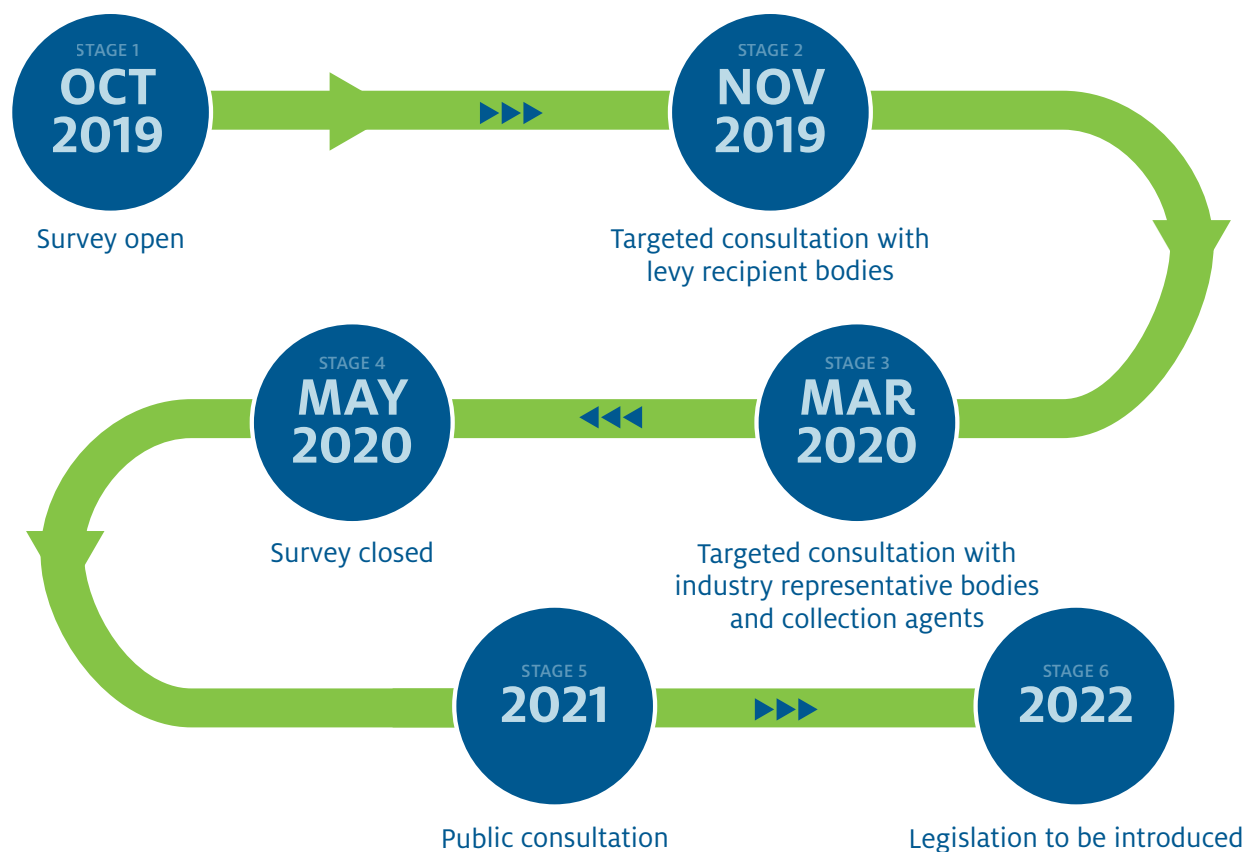 STAGE 1
OCT
2019
Survey open
STAGE 2
NOV
2019
Targeted consultation with
levy recipient bodies
STAGE 3
MAR
2020
Targeted consultation with
industry representative bodies
and collection agents
STAGE 4
MAY
2020
Survey closed
STAGE 5
2021
Public consultation
STAGE 6
2022
Legislation to be introduced